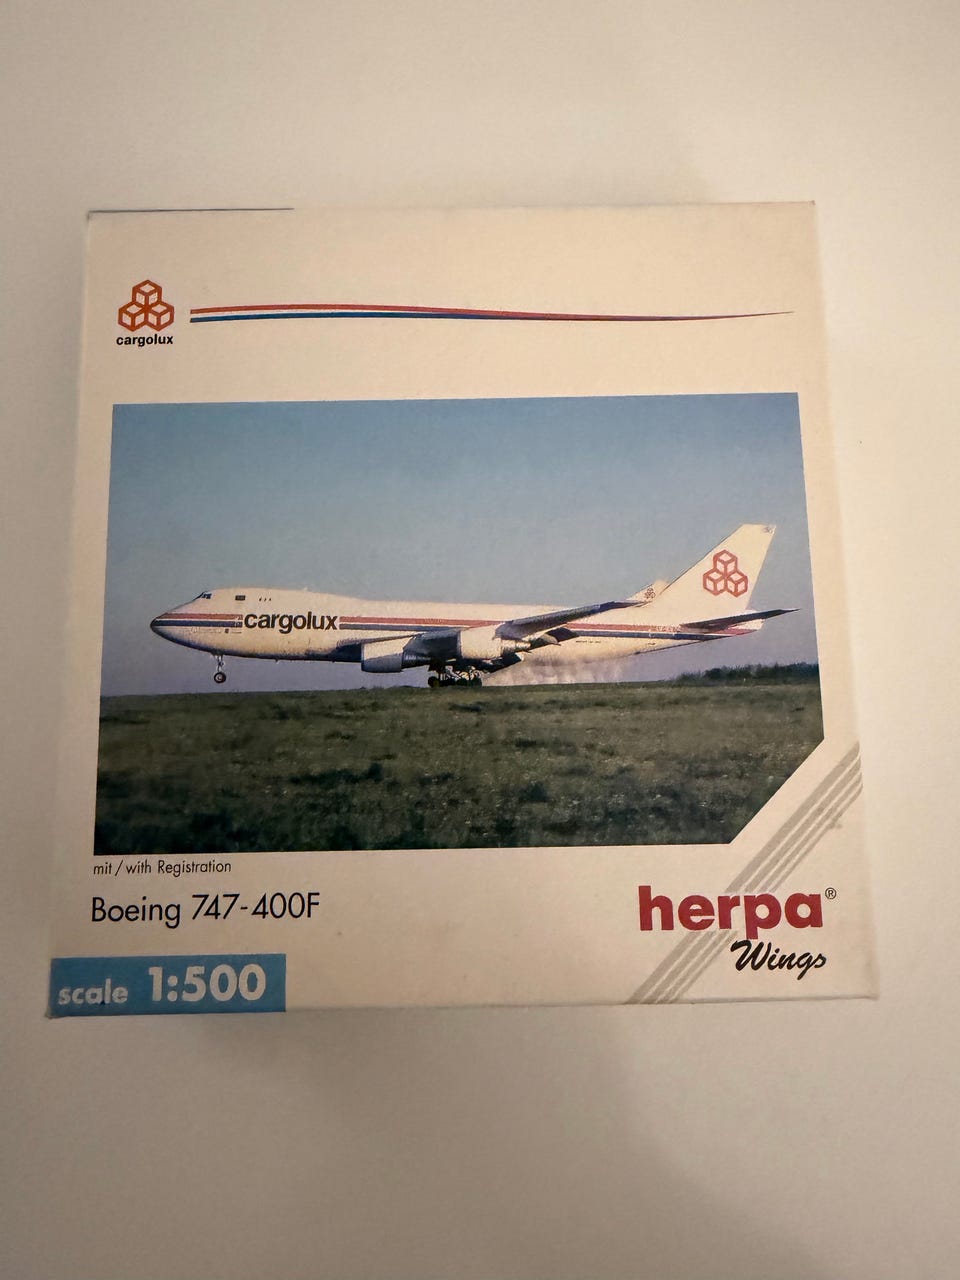 cargolux
cargolux
mit / with Registration
Boeing 747-400F
herpa®
Wings
scale 1:500